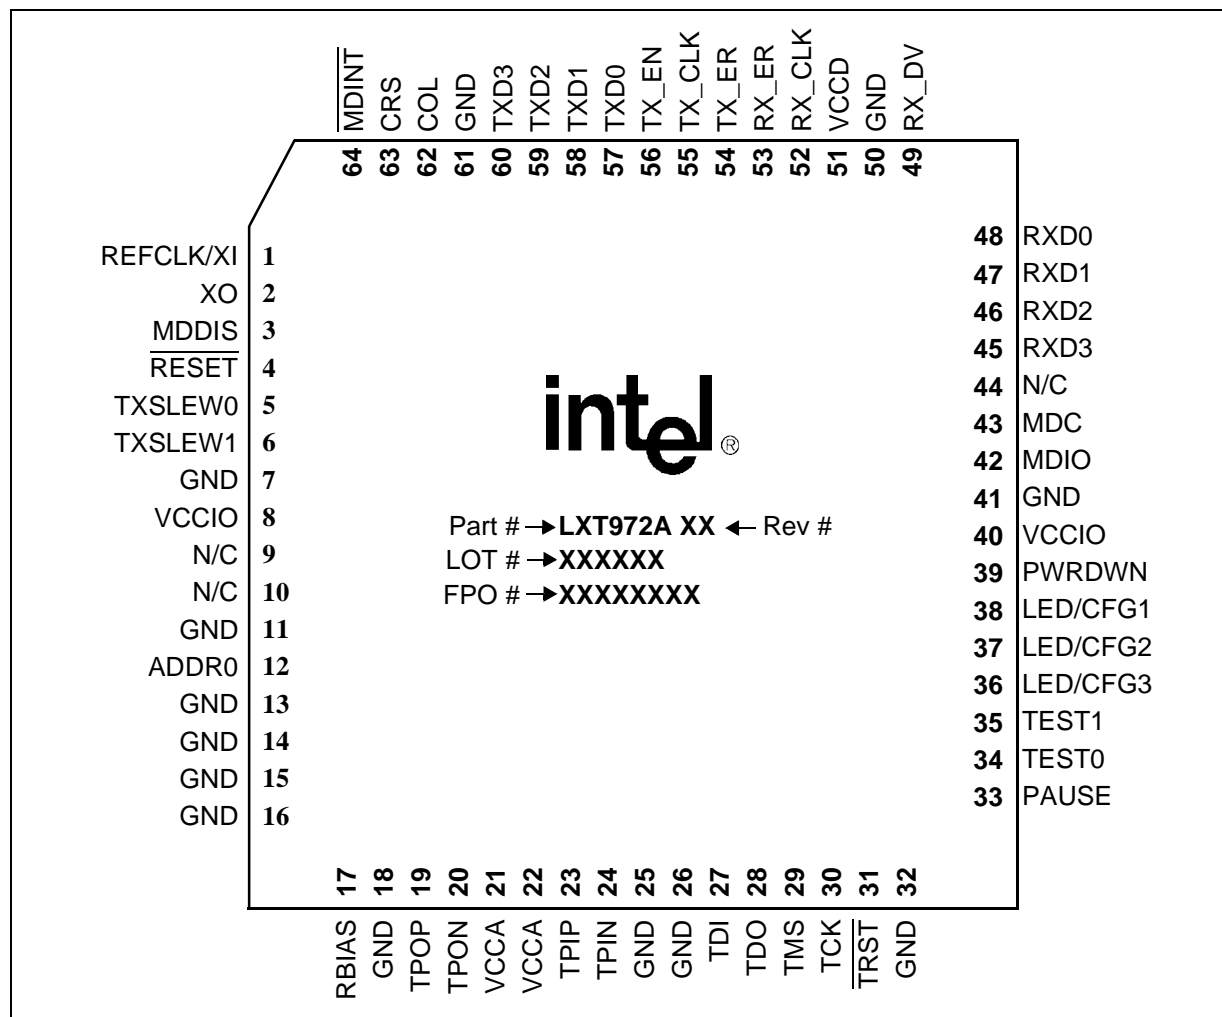 MDINT
CRS
COL
GND
TXD3
TXD2
TXD1
TXD0
TX_EN
TX_CLK
TX_ER
RX_ER
RX_CLK
VCCD
GND
RX_DV
64
63
62
61
60
59
58
57
56
55
54
53
52
51
50
49
REFCLK/XI 1
XO 2
MDDIS 3
RESET 4
TXSLEW0 5
TXSLEW1 6
GND 7
VCCIO 8
N/C 9
N/C 10
GND 11
ADDR0 12
GND 13
GND 14
GND 15
GND 16
intel®
Part # → LXT972A XX ← Rev #
LOT # → XXXXXX
FPO # → XXXXXXXX
48 RXD0
47 RXD1
46 RXD2
45 RXD3
44 N/C
43 MDC
42 MDIO
41 GND
40 VCCIO
39 PWRDWN
38 LED/CFG1
37 LED/CFG2
36 LED/CFG3
35 TEST1
34 TEST0
33 PAUSE
17
18
19
20
21
22
23
24
25
26
27
28
29
30
31
32
RBIAS
GND
TPOP
TPON
VCCA
VCCA
TPIP
TPIN
GND
GND
TDI
TDO
TMS
TCK
TRST
GND